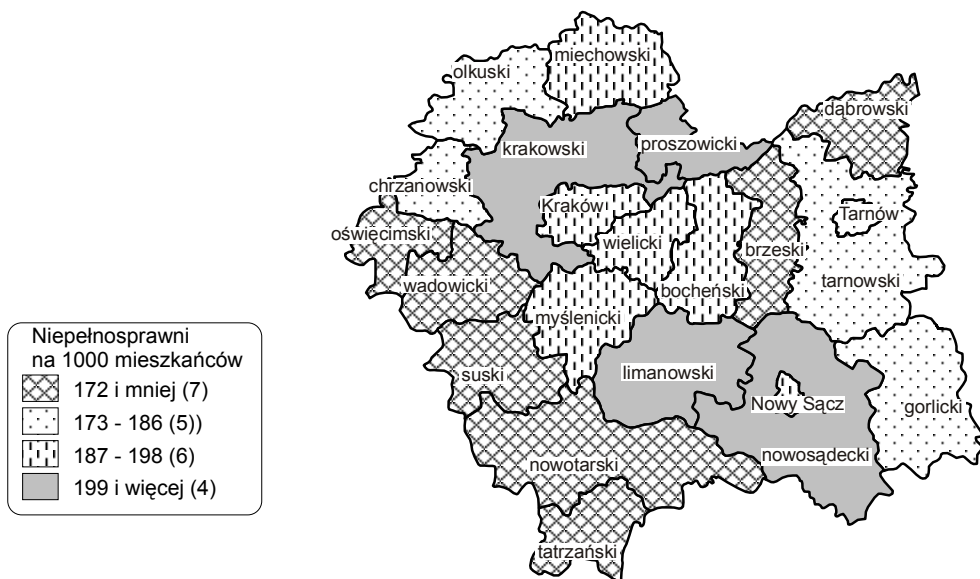 miechowski
olkuski
dąbrowski
proszowicki
krakowski
chrzanowski
Kraków
Tarnów
oświęcimski
wielicki
brzeski
wadowicki
bocheński
tarnowski
myślenicki
suski
limanowski
Nowy Sącz
gorlicki
nowosądecki
nowotarski
tatrzański
Niepełnosprawni
na 1000 mieszkańców
172 i mniej (7)
173 - 186 (5))
187 - 198 (6)
199 i więcej (4)